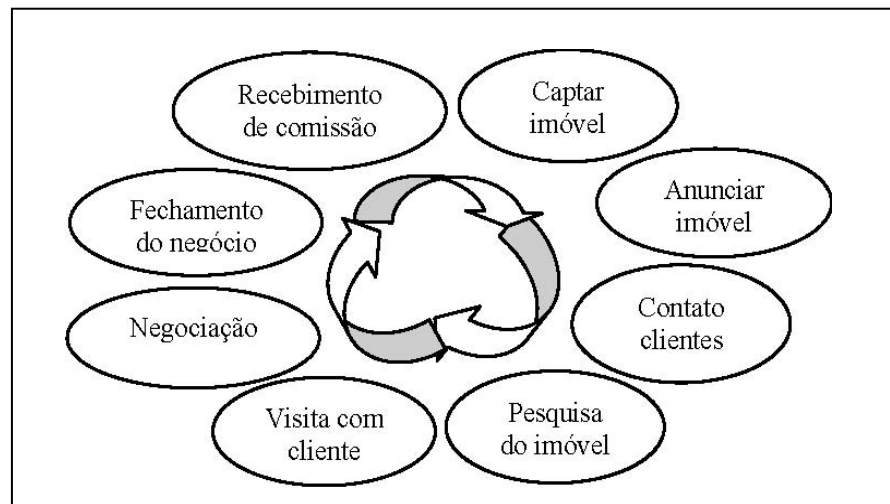 Recebimento
de comissão
Captar
imóvel
Anunciar
imóvel
Contato
clientes
Pesquisa
do imóvel
Visita com
cliente
Negociação
Fechamento
do negócio